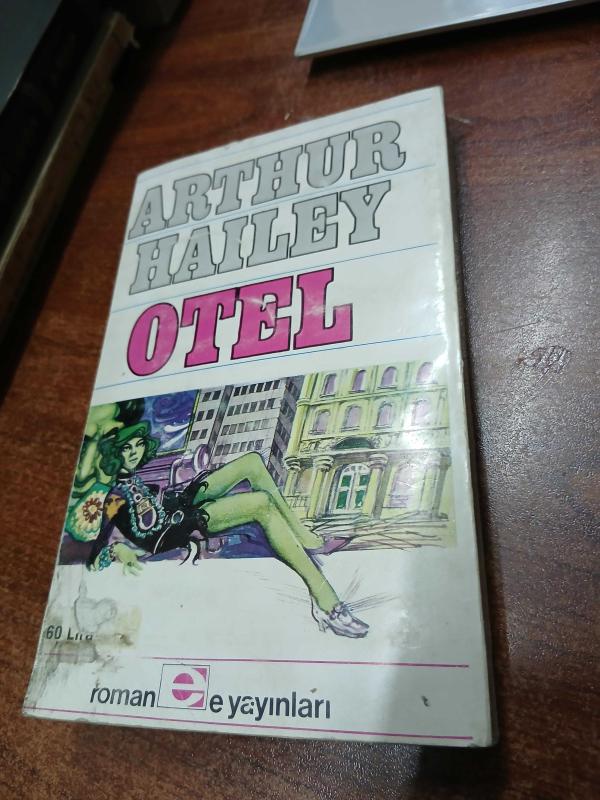 ARTHUR
HAILEY
OTEL
60 Lira
roman e e yayınları